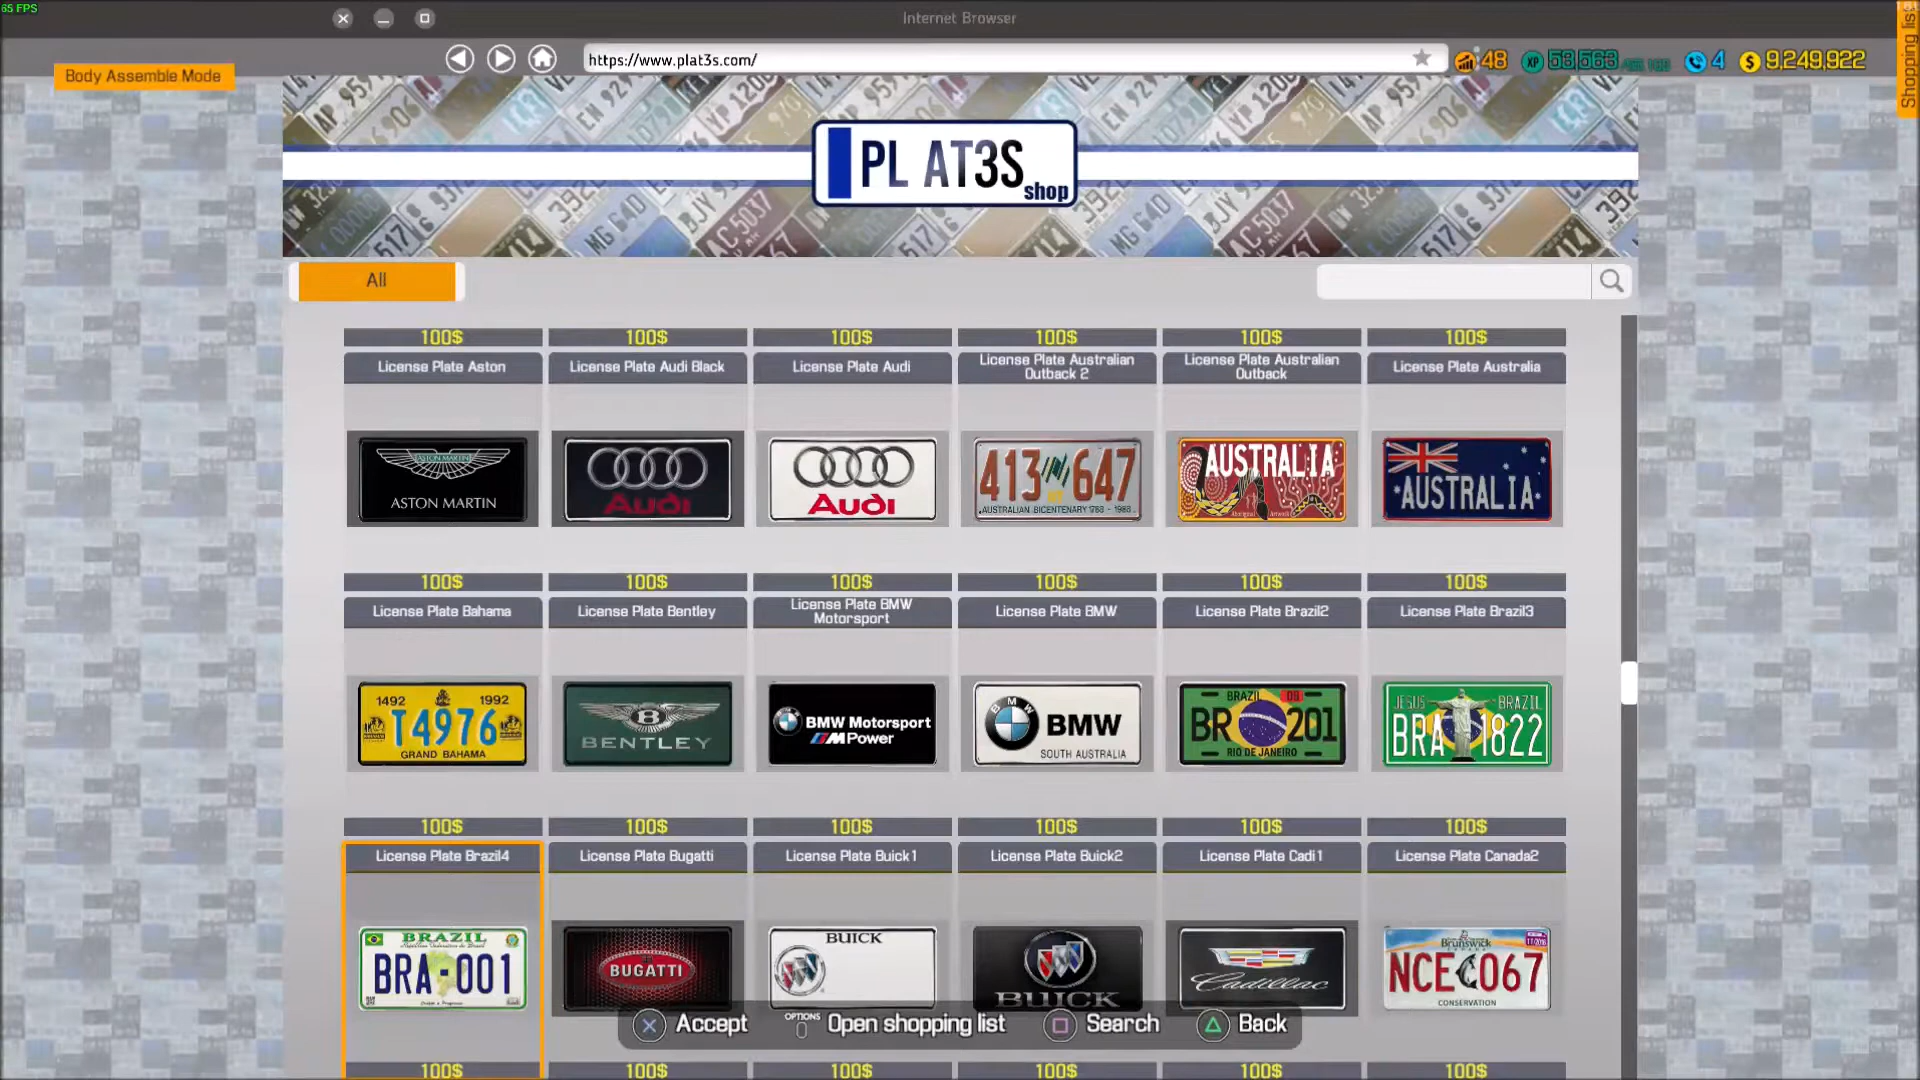 65 FPS
Internet Browser
https://www.plat3s.com/
48
XP 53,563
4
$ 9,249,922
Shopping list
Body Assemble Mode
PL AT3S
shop
All
100$ 100$ 100$ 100$ 100$ 100$
License Plate Aston
License Plate Audi Black
License Plate Audi
License Plate Australian Outback 2
License Plate Australian Outback
License Plate Australia
ASTON MARTIN
ASTON MARTIN
Audi
Audi
413 647
AUSTRALIAN BICENTENARY 1788 - 1988
AUSTRALIA
Aboriginal Artwork
AUSTRALIA
100$ 100$ 100$ 100$ 100$ 100$
License Plate Bahama
License Plate Bentley
License Plate BMW Motorsport
License Plate BMW
License Plate Brazil2
License Plate Brazil3
1492 1992
T4976
GRAND BAHAMA
B
BENTLEY
BMW Motorsport
M Power
BMW
BMW
SOUTH AUSTRALIA
BRAZIL 09
BR 201
RIO DE JANEIRO
JESUS BRAZIL
BRA 1822
100$ 100$ 100$ 100$ 100$ 100$
License Plate Brazil4
License Plate Bugatti
License Plate Buick1
License Plate Buick2
License Plate Cadi1
License Plate Canada2
BRAZIL
BRA-001
BUGATTI
BUICK
BUICK
Cadillac
Brunswick
NCE 067
CONSERVATION
Accept
OPTIONS
Open shopping list
Search
Back
100$ 100$ 100$ 100$ 100$ 100$